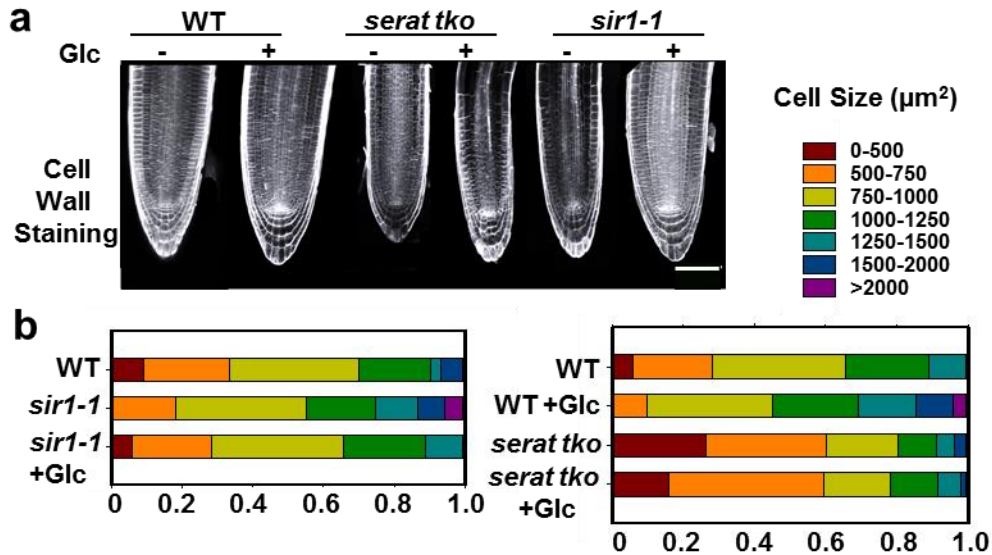 a
WT serat tko sir1-1
Glc - + - + - +
Cell
Wall
Staining
Cell Size (µm²)
0-500
500-750
750-1000
1000-1250
1250-1500
1500-2000
>2000
b
WT
sir1-1
sir1-1
+Glc
0 0.2 0.4 0.6 0.8 1.0
WT
WT +Glc
serat tko
serat tko
+Glc
0 0.2 0.4 0.6 0.8 1.0